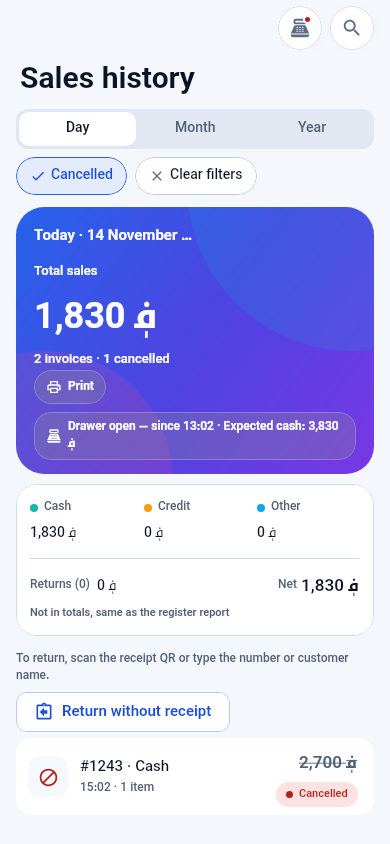 Sales history
Day
Month
Year
Cancelled
Clear filters
Today · 14 November ...
Total sales
1,830
2 invoices · 1 cancelled
Print
Drawer open — since 13:02 · Expected cash: 3,830
Cash
Credit
Other
1,830
0
0
Returns (0) 0
Net 1,830
Not in totals, same as the register report
To return, scan the receipt QR or type the number or customer
name.
Return without receipt
#1243 · Cash
2,700
15:02 · 1 item
Cancelled